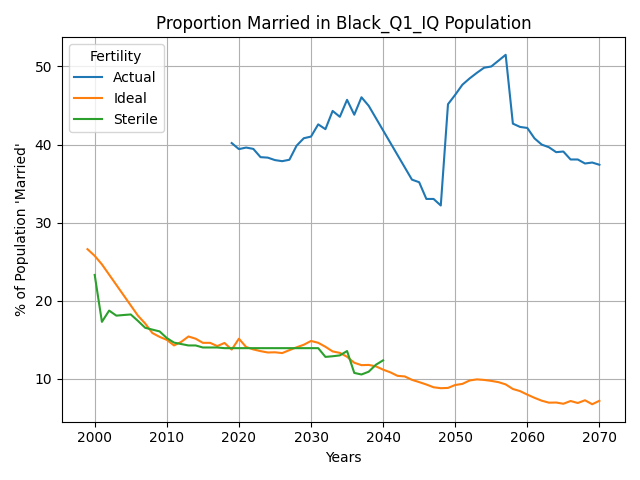 Proportion Married in Black_Q1_IQ Population
Fertility
Actual
Ideal
Sterile
% of Population 'Married'
50
40
30
20
10
2000 2010 2020 2030 2040 2050 2060 2070
Years